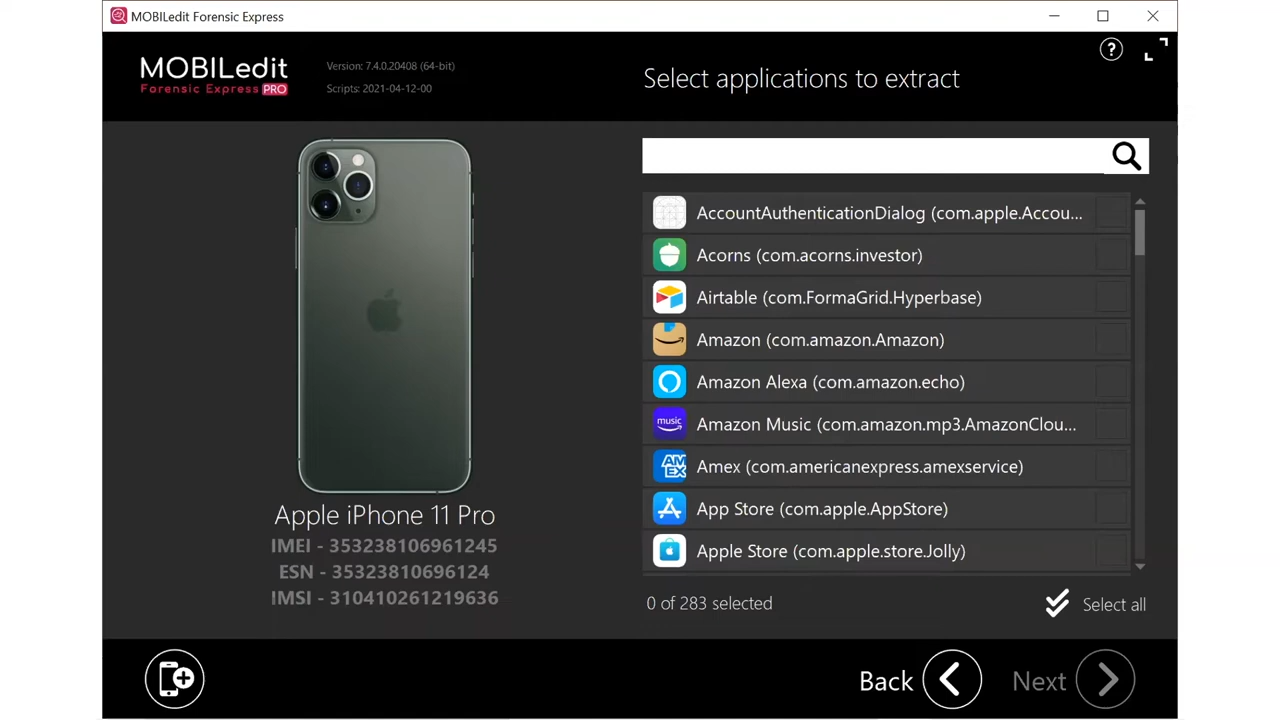 MOBILedit Forensic Express
MOBILedit
Forensic Express PRO
Version: 7.4.0.20408 (64-bit)
Scripts: 2021-04-12-00
Select applications to extract
AccountAuthenticationDialog (com.apple.Accou...
Acorns (com.acorns.investor)
Airtable (com.FormaGrid.Hyperbase)
Amazon (com.amazon.Amazon)
Amazon Alexa (com.amazon.echo)
music
Amazon Music (com.amazon.mp3.AmazonClou...
AM
EX
Amex (com.americanexpress.amexservice)
App Store (com.apple.AppStore)
Apple Store (com.apple.store.Jolly)
Apple iPhone 11 Pro
IMEI - 353238106961245
ESN - 35323810696124
IMSI - 310410261219636
0 of 283 selected
Select all
Back
Next